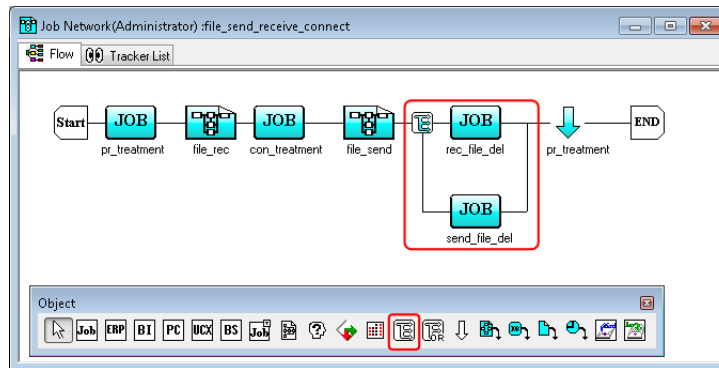 Job Network(Administrator) :file_send_receive_connect
Flow Tracker List
Start JOB JOB JOB END
pr_treatment file_rec con_treatment file_send rec_file_del pr_treatment
JOB
send_file_del
Object
Job ERP BI PC UCX BS Job OR